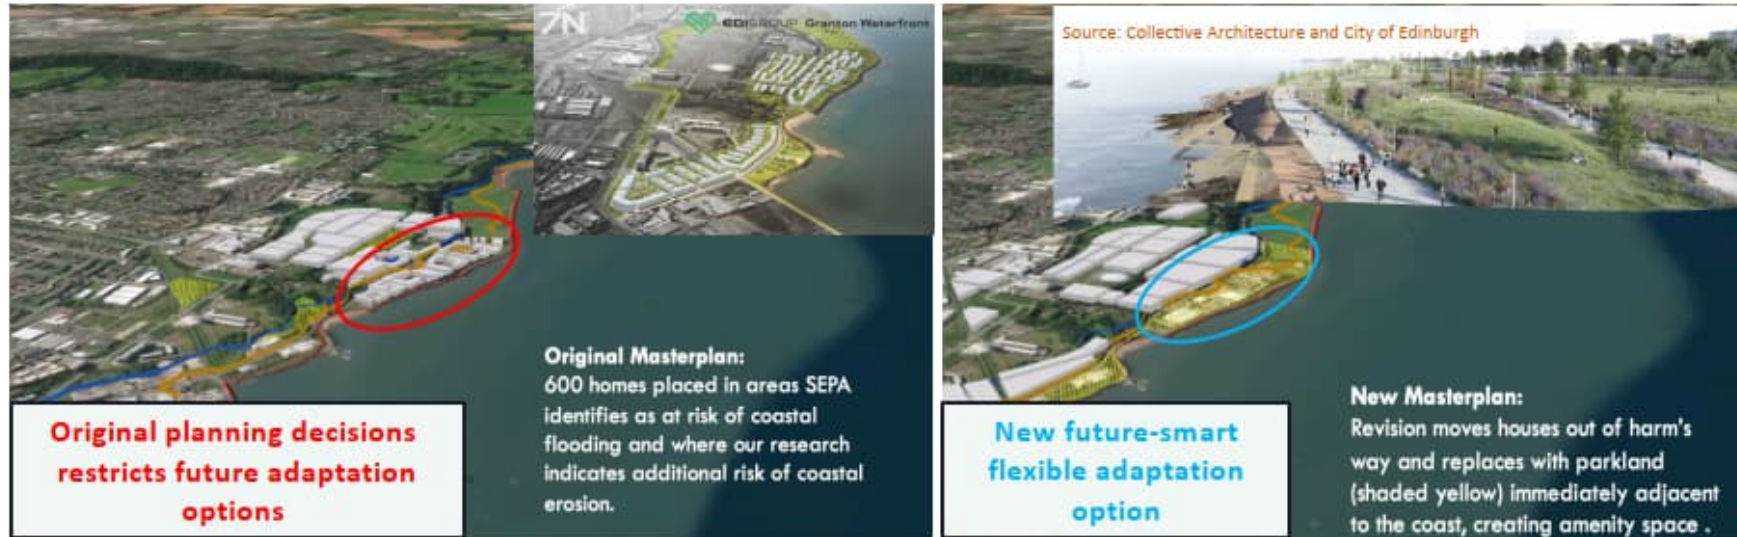 7N
EDIGROUP Granton Waterfront
Original Masterplan:
600 homes placed in areas SEPA
identifies as at risk of coastal
flooding and where our research
indicates additional risk of coastal
erosion.
Original planning decisions
restricts future adaptation
options
Source: Collective Architecture and City of Edinburgh
New Masterplan:
Revision moves houses out of harm's
way and replaces with parkland
(shaded yellow) immediately adjacent
to the coast, creating amenity space .
New future-smart
flexible adaptation
option